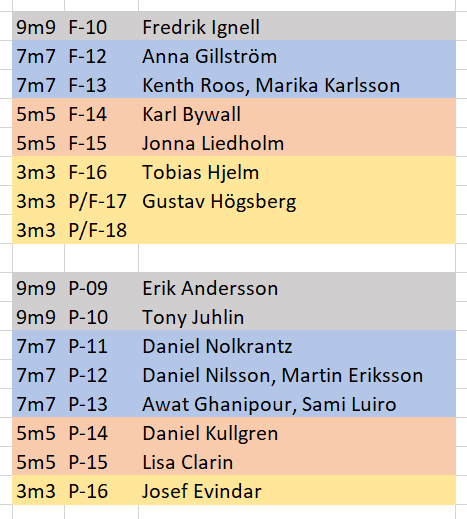 9m9 F-10 Fredrik Ignell
7m7 F-12 Anna Gillström
7m7 F-13 Kenth Roos, Marika Karlsson
5m5 F-14 Karl Bywall
5m5 F-15 Jonna Liedholm
3m3 F-16 Tobias Hjelm
3m3 P/F-17 Gustav Högsberg
3m3 P/F-18
9m9 P-09 Erik Andersson
9m9 P-10 Tony Juhlin
7m7 P-11 Daniel Nolkrantz
7m7 P-12 Daniel Nilsson, Martin Eriksson
7m7 P-13 Awat Ghanipour, Sami Luiro
5m5 P-14 Daniel Kullgren
5m5 P-15 Lisa Clarin
3m3 P-16 Josef Evindar